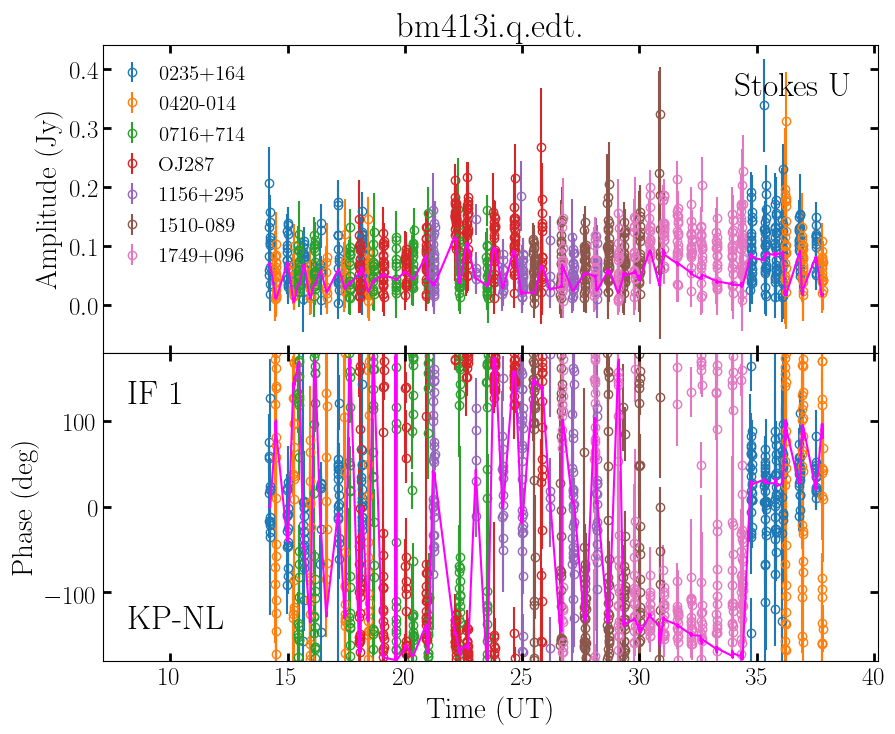 bm413i.q.edt.
Stokes U
0235+164
0420-014
0716+714
OJ287
1156+295
1510-089
1749+096
Amplitude (Jy)
0.4
0.3
0.2
0.1
0.0
IF 1
KP-NL
Phase (deg)
100
0
−100
10
15
20
25
30
35
40
Time (UT)